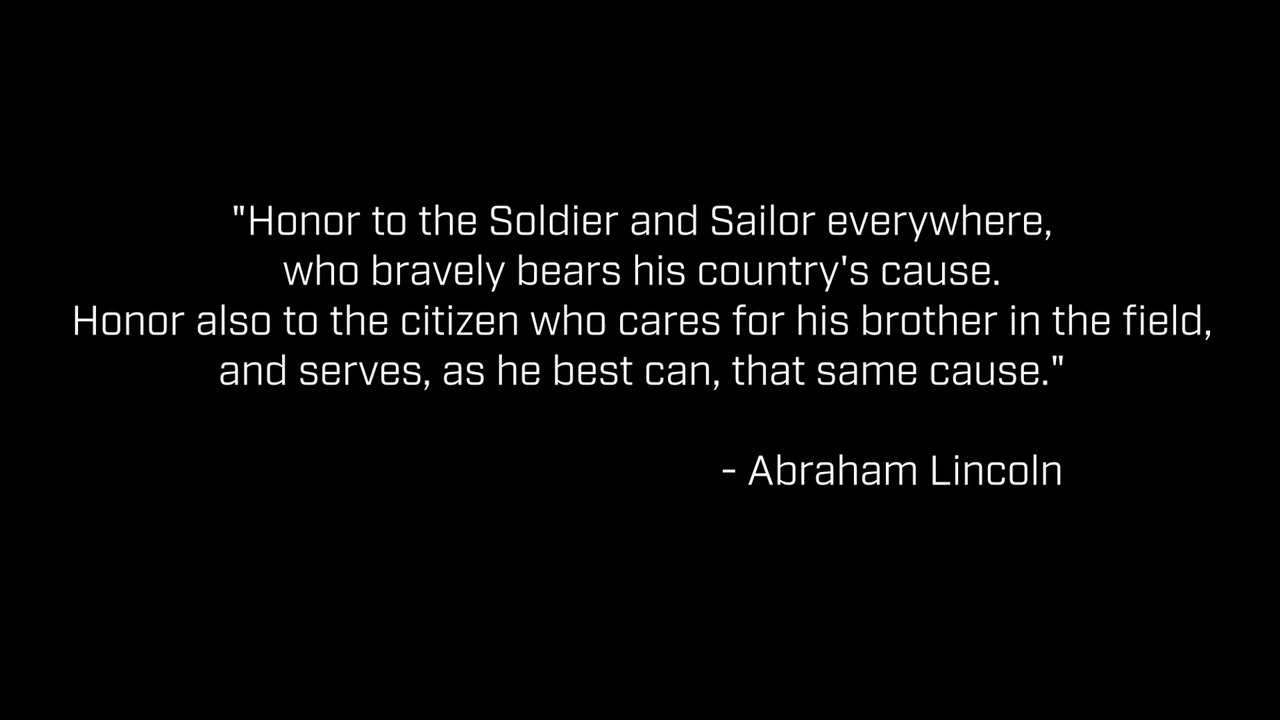 "Honor to the Soldier and Sailor everywhere,
who bravely bears his country's cause.
Honor also to the citizen who cares for his brother in the field,
and serves, as he best can, that same cause."
- Abraham Lincoln